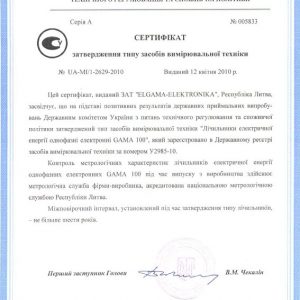 Серія А
№ 005833
СЕРТИФІКАТ
затвердження типу засобів вимірювальної техніки
№ UA-MI/1-2629-2010 Виданий 12 квітня 2010 р.
Цей сертифікат, виданий ЗАТ "ELGAMA-ELEKTRONIKA", Республіка Литва,
засвідчує, що на підставі позитивних результатів державних приймальних випробу-
вань Державним комітетом України з питань технічного регулювання та споживчої
політики затверджений тип засобів вимірювальної техніки "Лічильники електричної
енергії однофазні електронні GAMA 100", який зареєстровано в Державному реєстрі
засобів вимірювальної техніки за номером У2985-10.
Контроль метрологічних характеристик лічильників електричної енергії
однофазних електронних GAMA 100 під час випуску з виробництва здійснює
метрологічна служба фірми-виробника, акредитована національною метрологічною
службою Республіки Литва.
Міжповірочний інтервал, установлений під час затвердження типу лічильників,
– не більше шести років.
Перший заступник Голови
В.М. Чекалін